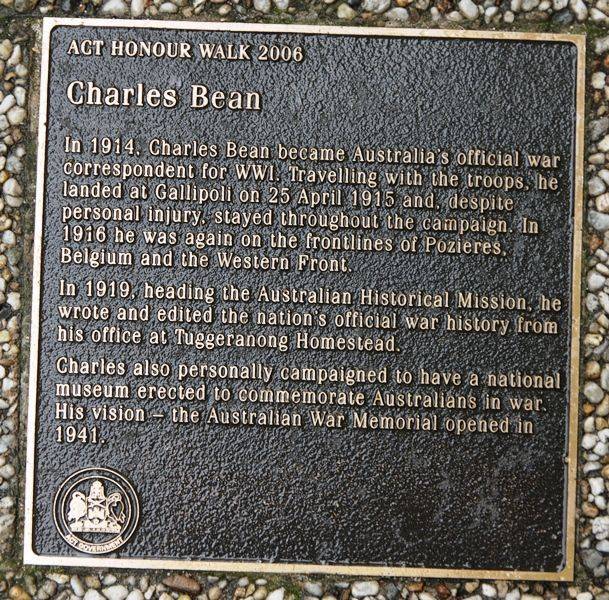 ACT HONOUR WALK 2006
Charles Bean
In 1914, Charles Bean became Australia's official war
correspondent for WWI. Travelling with the troops, he
landed at Gallipoli on 25 April 1915 and, despite
personal injury, stayed throughout the campaign. In
1916 he was again on the frontlines of Pozieres,
Belgium and the Western Front.
In 1919, heading the Australian Historical Mission, he
wrote and edited the nation's official war history from
his office at Tuggeranong Homestead.
Charles also personally campaigned to have a national
museum erected to commemorate Australians in war.
His vision – the Australian War Memorial opened in
1941.
ACT GOVERNMENT